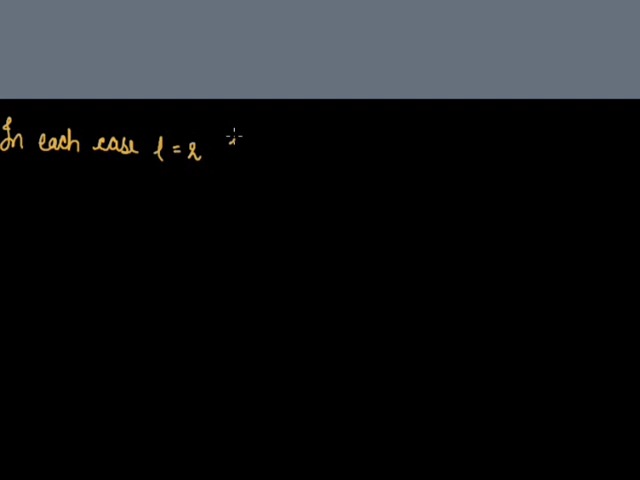 In each case l = 2